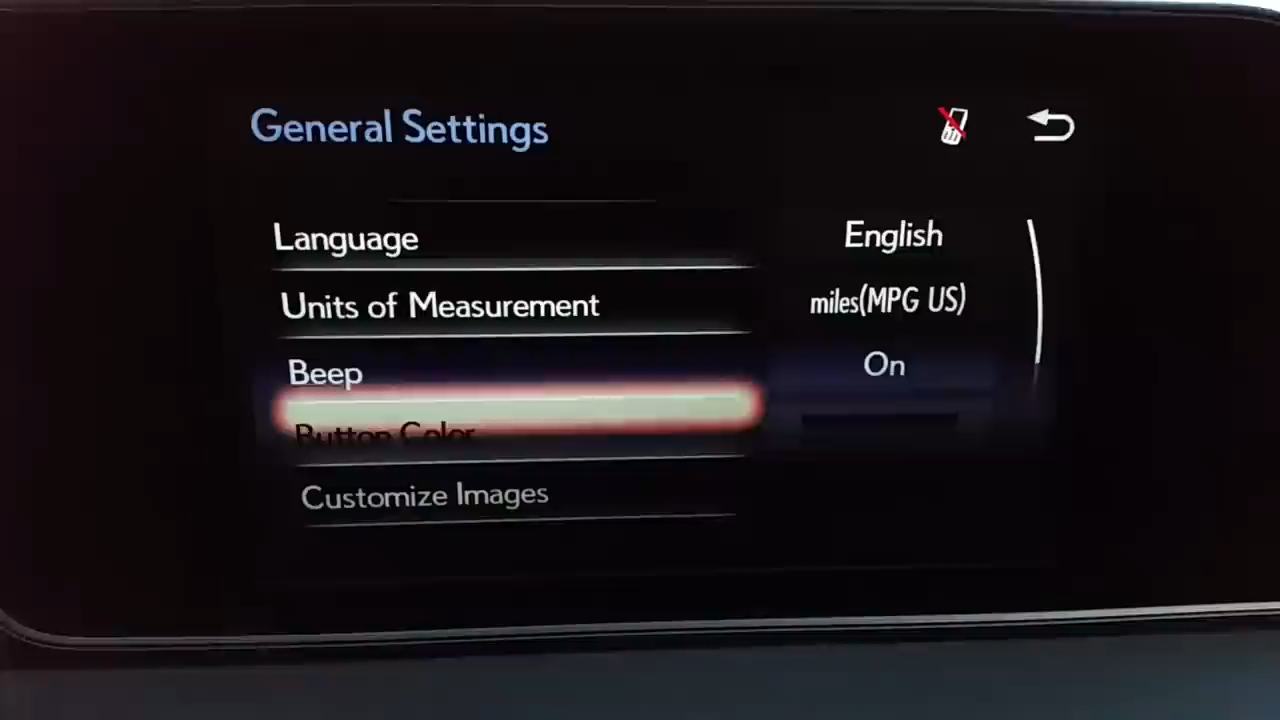 General Settings
Language English
Units of Measurement miles(MPG US)
Beep On
Button Color
Customize Images